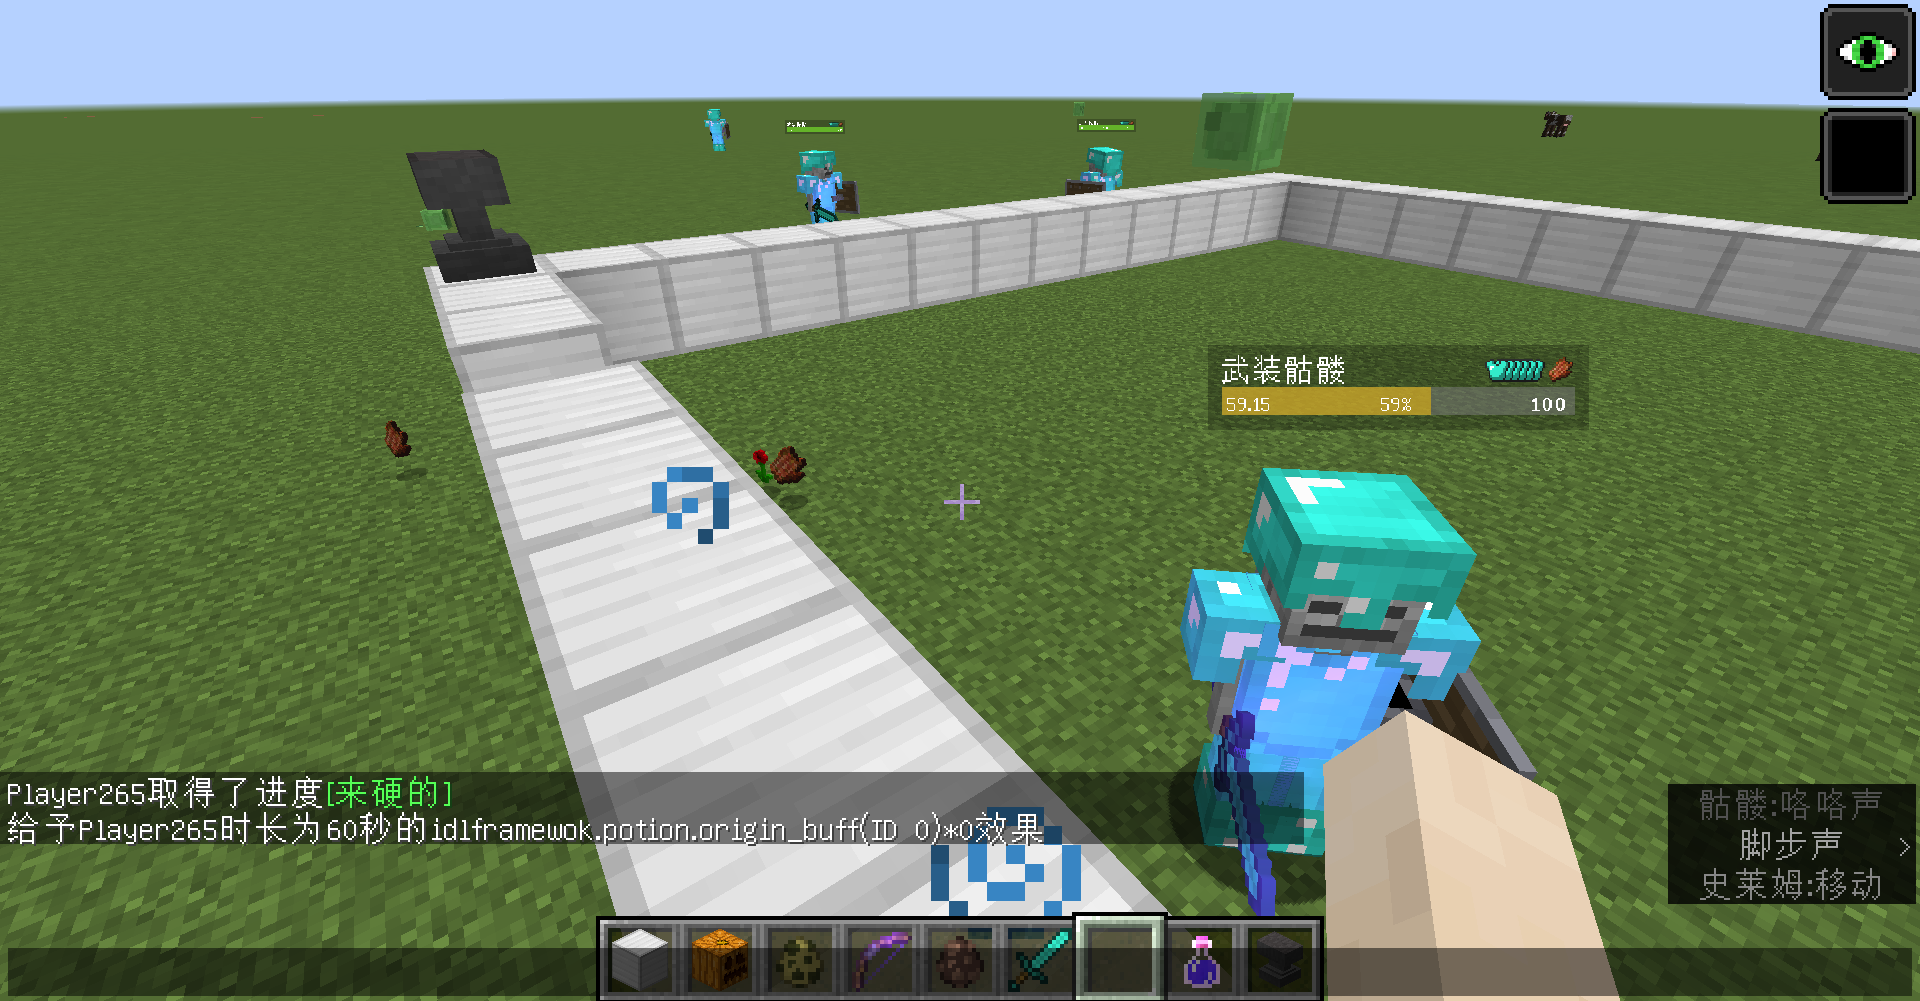 武装骷髅
59.15 59% 100
Player265取得了进度[来硬的]
给予Player265时长为60秒的idlframewok.potion.origin_buff(ID 0)*0效果
骷髅:咯咯声
脚步声 >
史莱姆:移动